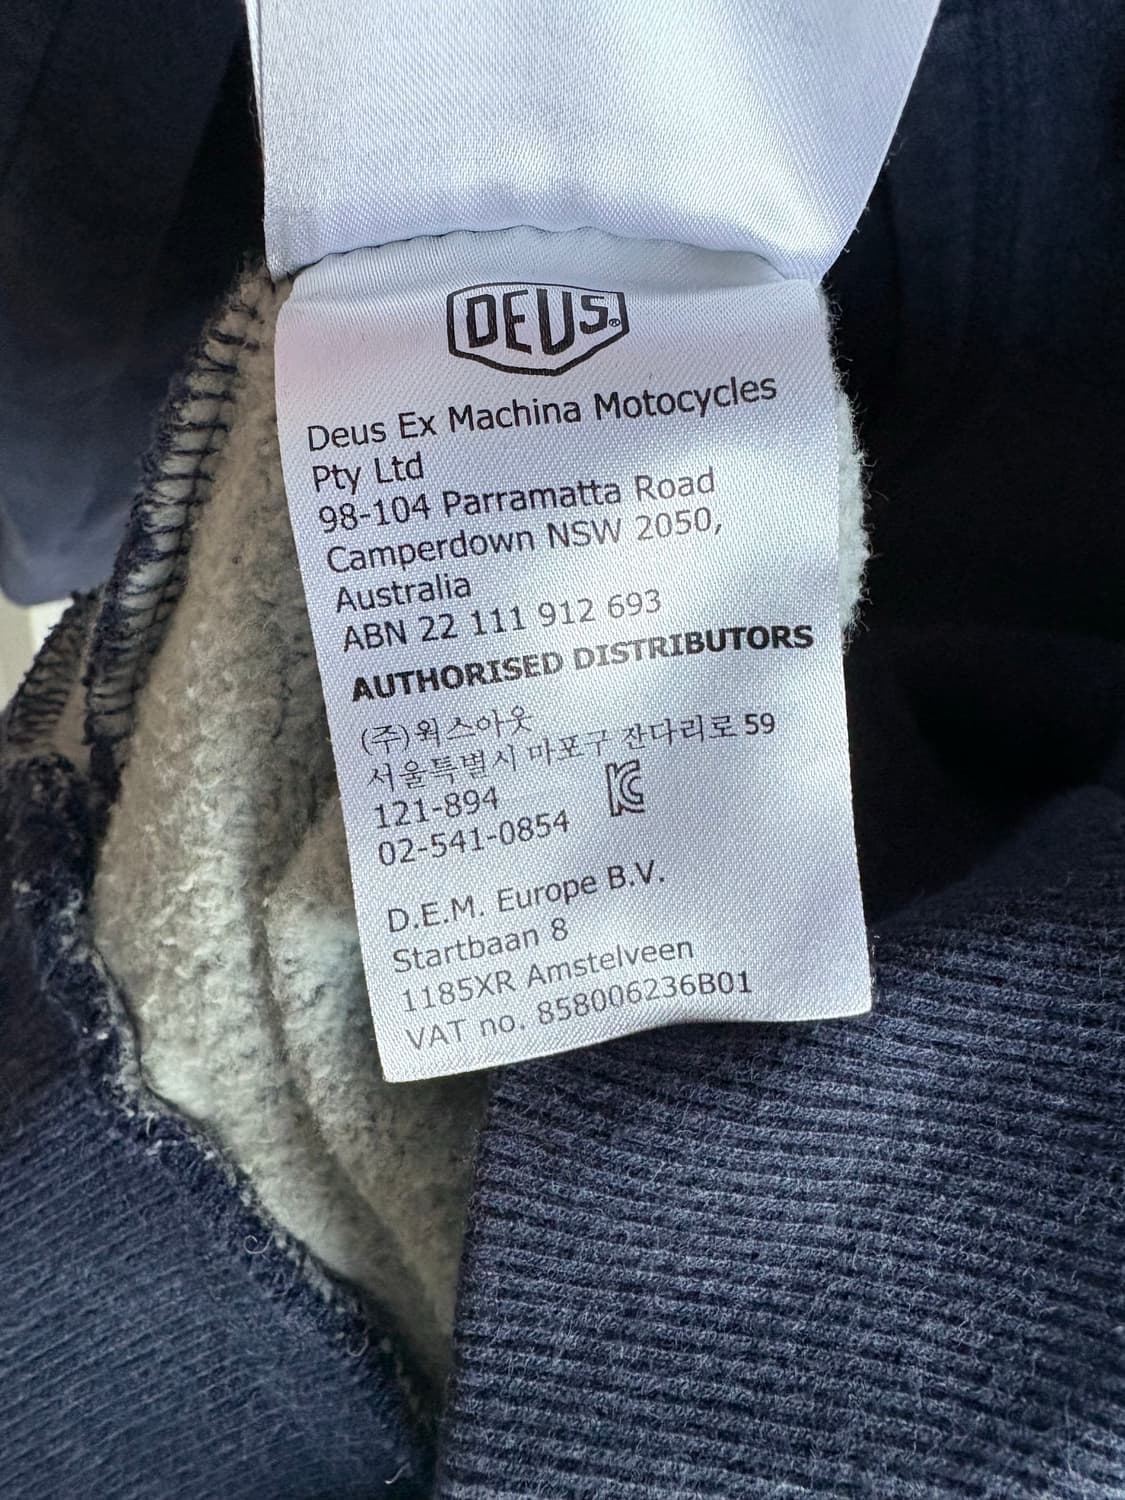 DEUS®
Deus Ex Machina Motocycles
Pty Ltd
98-104 Parramatta Road
Camperdown NSW 2050,
Australia
ABN 22 111 912 693
AUTHORISED DISTRIBUTORS
(주)웍스아웃
서울특별시 마포구 잔다리로 59
121-894
02-541-0854
D.E.M. Europe B.V.
Startbaan 8
1185XR Amstelveen
VAT no. 858006236B01